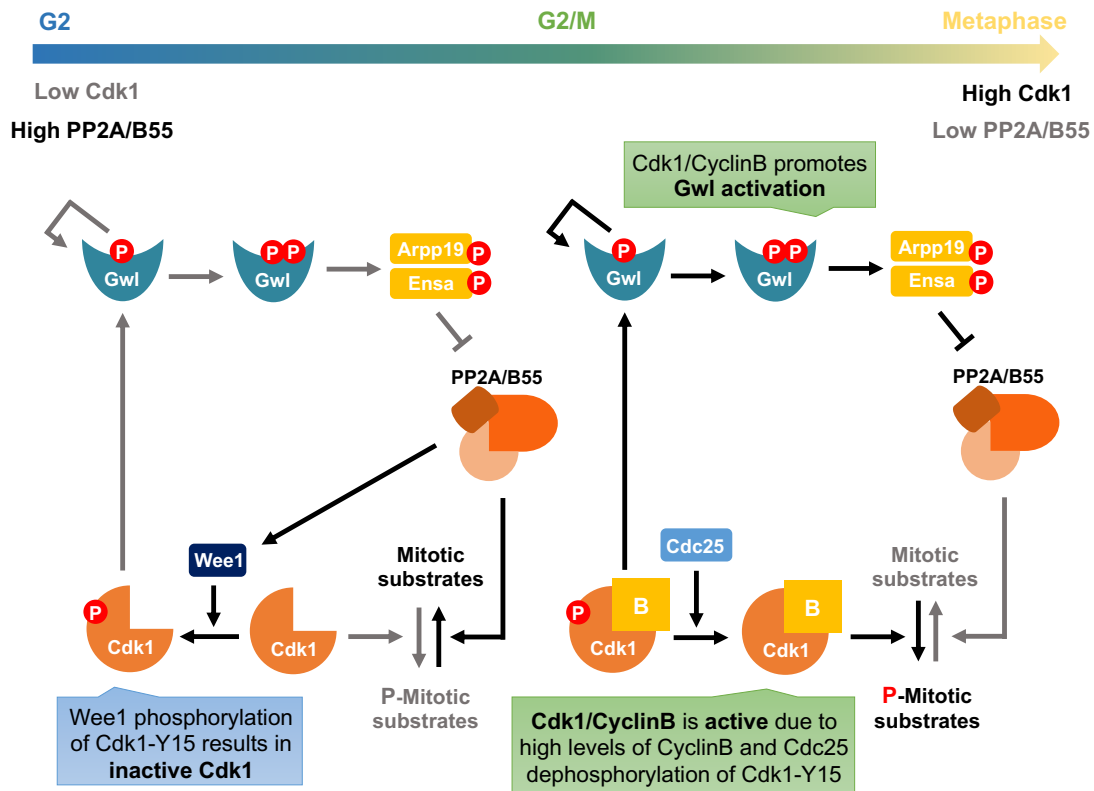 G2
G2/M
Metaphase
Low Cdk1
High PP2A/B55
High Cdk1
Low PP2A/B55
Cdk1/CyclinB promotes
Gwl activation
P
Gwl
P P
Gwl
Arpp19 P
Ensa P
PP2A/B55
Wee1
P
Cdk1
Cdk1
Mitotic
substrates
P-Mitotic
substrates
Wee1 phosphorylation
of Cdk1-Y15 results in
inactive Cdk1
P
Gwl
P P
Gwl
Arpp19 P
Ensa P
PP2A/B55
Cdc25
P
B
Cdk1
B
Cdk1
Mitotic
substrates
P-Mitotic
substrates
Cdk1/CyclinB is active due to
high levels of CyclinB and Cdc25
dephosphorylation of Cdk1-Y15